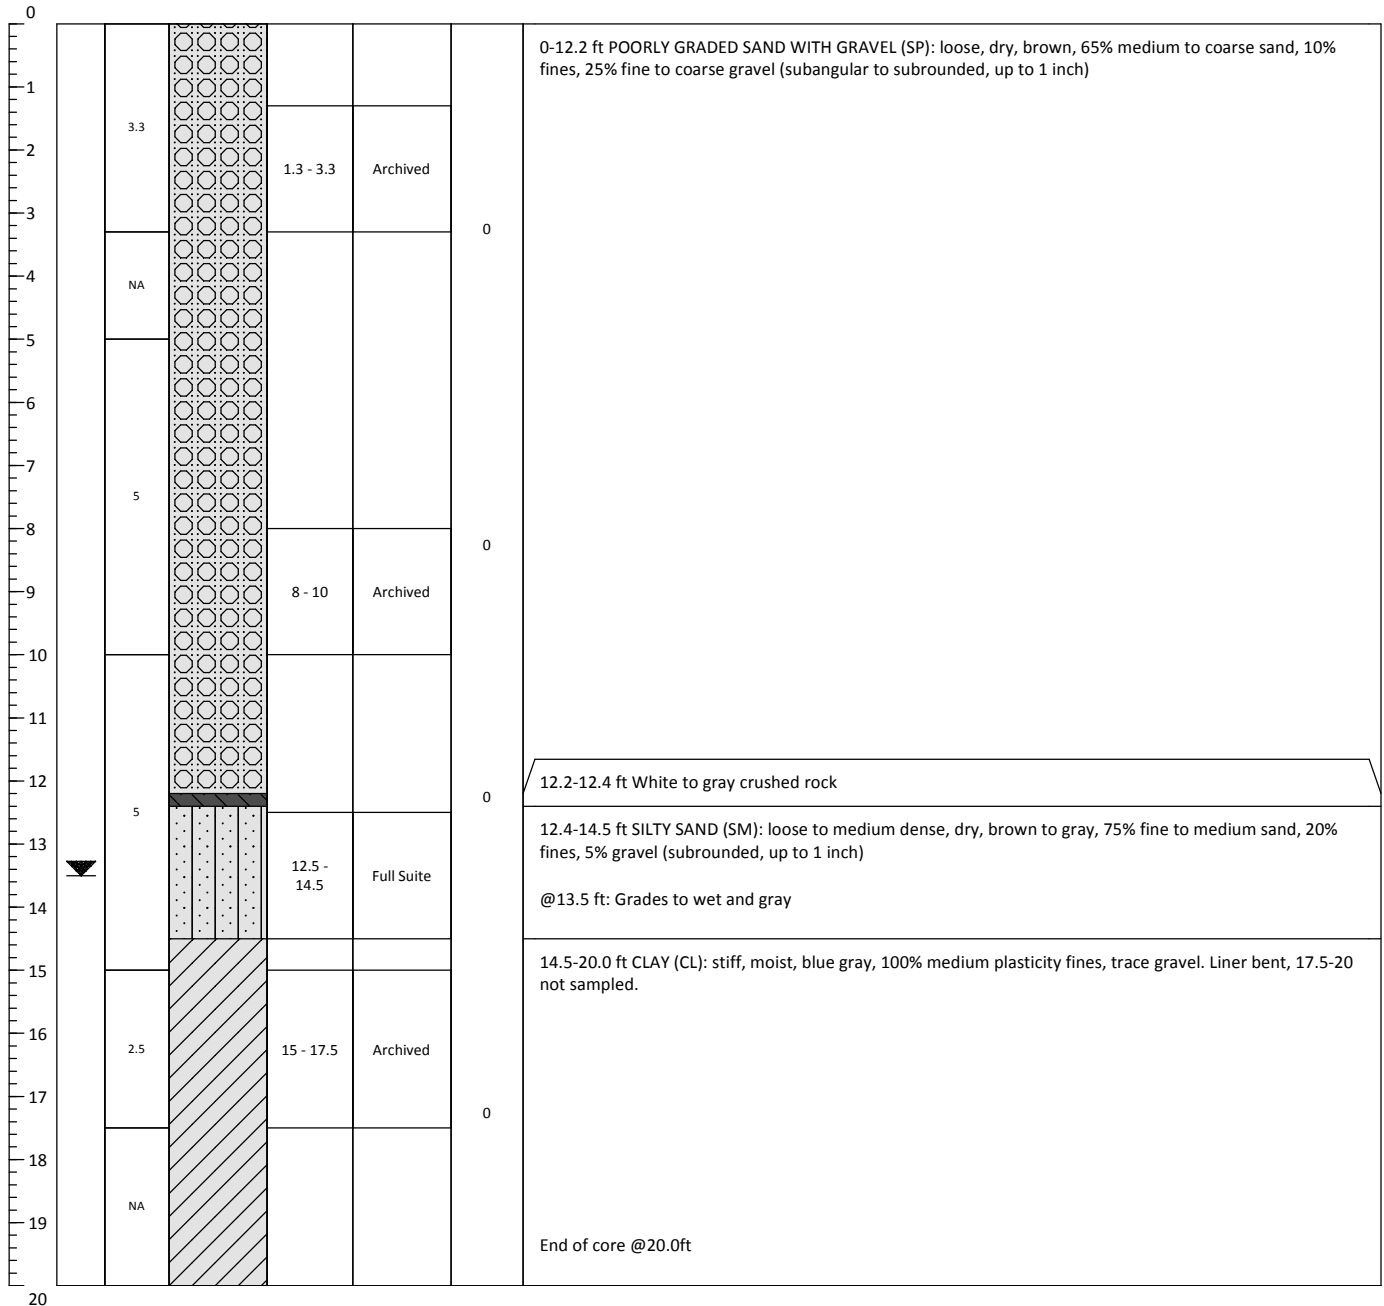 0
0-12.2 ft POORLY GRADED SAND WITH GRAVEL (SP): loose, dry, brown, 65% medium to coarse sand, 10%
fines, 25% fine to coarse gravel (subangular to subrounded, up to 1 inch)
1
3.3
2
1.3 - 3.3
Archived
3
0
4
NA
5
6
7
5
8
0
9
8 - 10
Archived
10
11
12
12.2-12.4 ft White to gray crushed rock
0
5
12.4-14.5 ft SILTY SAND (SM): loose to medium dense, dry, brown to gray, 75% fine to medium sand, 20%
fines, 5% gravel (subrounded, up to 1 inch)
13
12.5 -
14.5
Full Suite
@13.5 ft: Grades to wet and gray
14
14.5-20.0 ft CLAY (CL): stiff, moist, blue gray, 100% medium plasticity fines, trace gravel. Liner bent, 17.5-20
not sampled.
15
16
2.5
15 - 17.5
Archived
17
0
18
NA
19
End of core @20.0ft
20